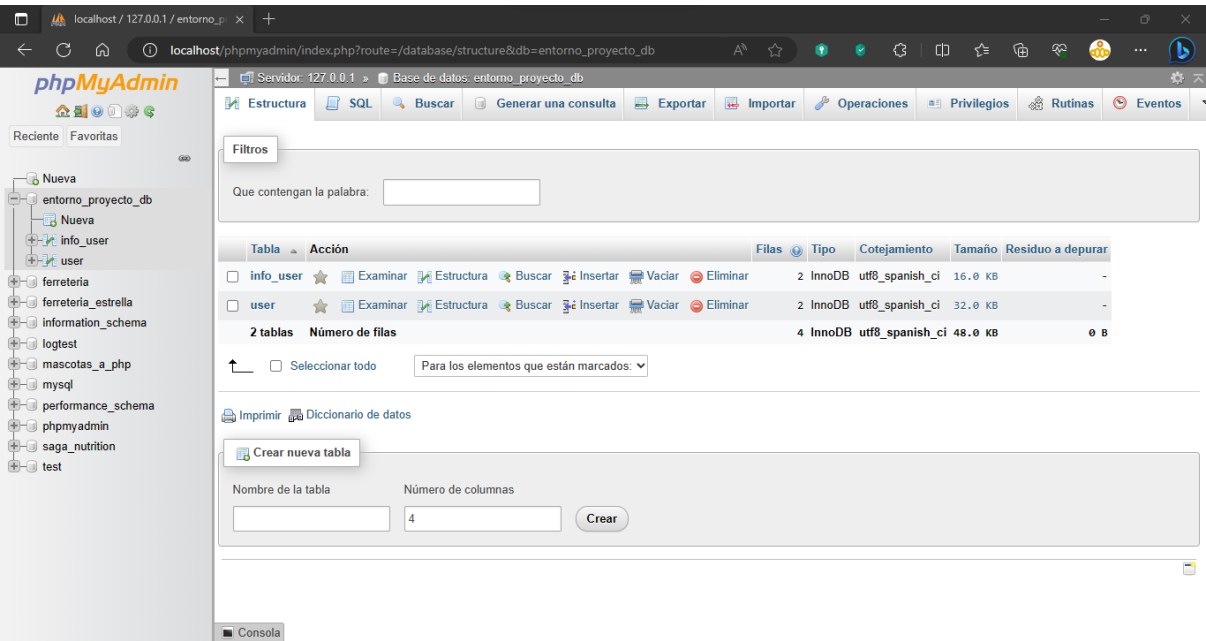 localhost / 127.0.0.1 / entorno_p
localhost/phpmyadmin/index.php?route=/database/structure&db=entorno_proyecto_db
phpMyAdmin
Reciente Favoritas
Nueva
entorno_proyecto_db
Nueva
info_user
user
ferreteria
ferreteria_estrella
information_schema
logtest
mascotas_a_php
mysql
performance_schema
phpmyadmin
saga_nutrition
test
Servidor: 127.0.0.1 » Base de datos: entorno_proyecto_db
Estructura SQL Buscar Generar una consulta Exportar Importar Operaciones Privilegios Rutinas Eventos
Filtros
Que contengan la palabra:
Tabla Acción Filas Tipo Cotejamiento Tamaño Residuo a depurar
info_user Examinar Estructura Buscar Insertar Vaciar Eliminar 2 InnoDB utf8_spanish_ci 16.0 KB -
user Examinar Estructura Buscar Insertar Vaciar Eliminar 2 InnoDB utf8_spanish_ci 32.0 KB -
2 tablas Número de filas 4 InnoDB utf8_spanish_ci 48.0 KB 0 B
Seleccionar todo Para los elementos que están marcados:
Imprimir Diccionario de datos
Crear nueva tabla
Nombre de la tabla Número de columnas
4 Crear
Consola